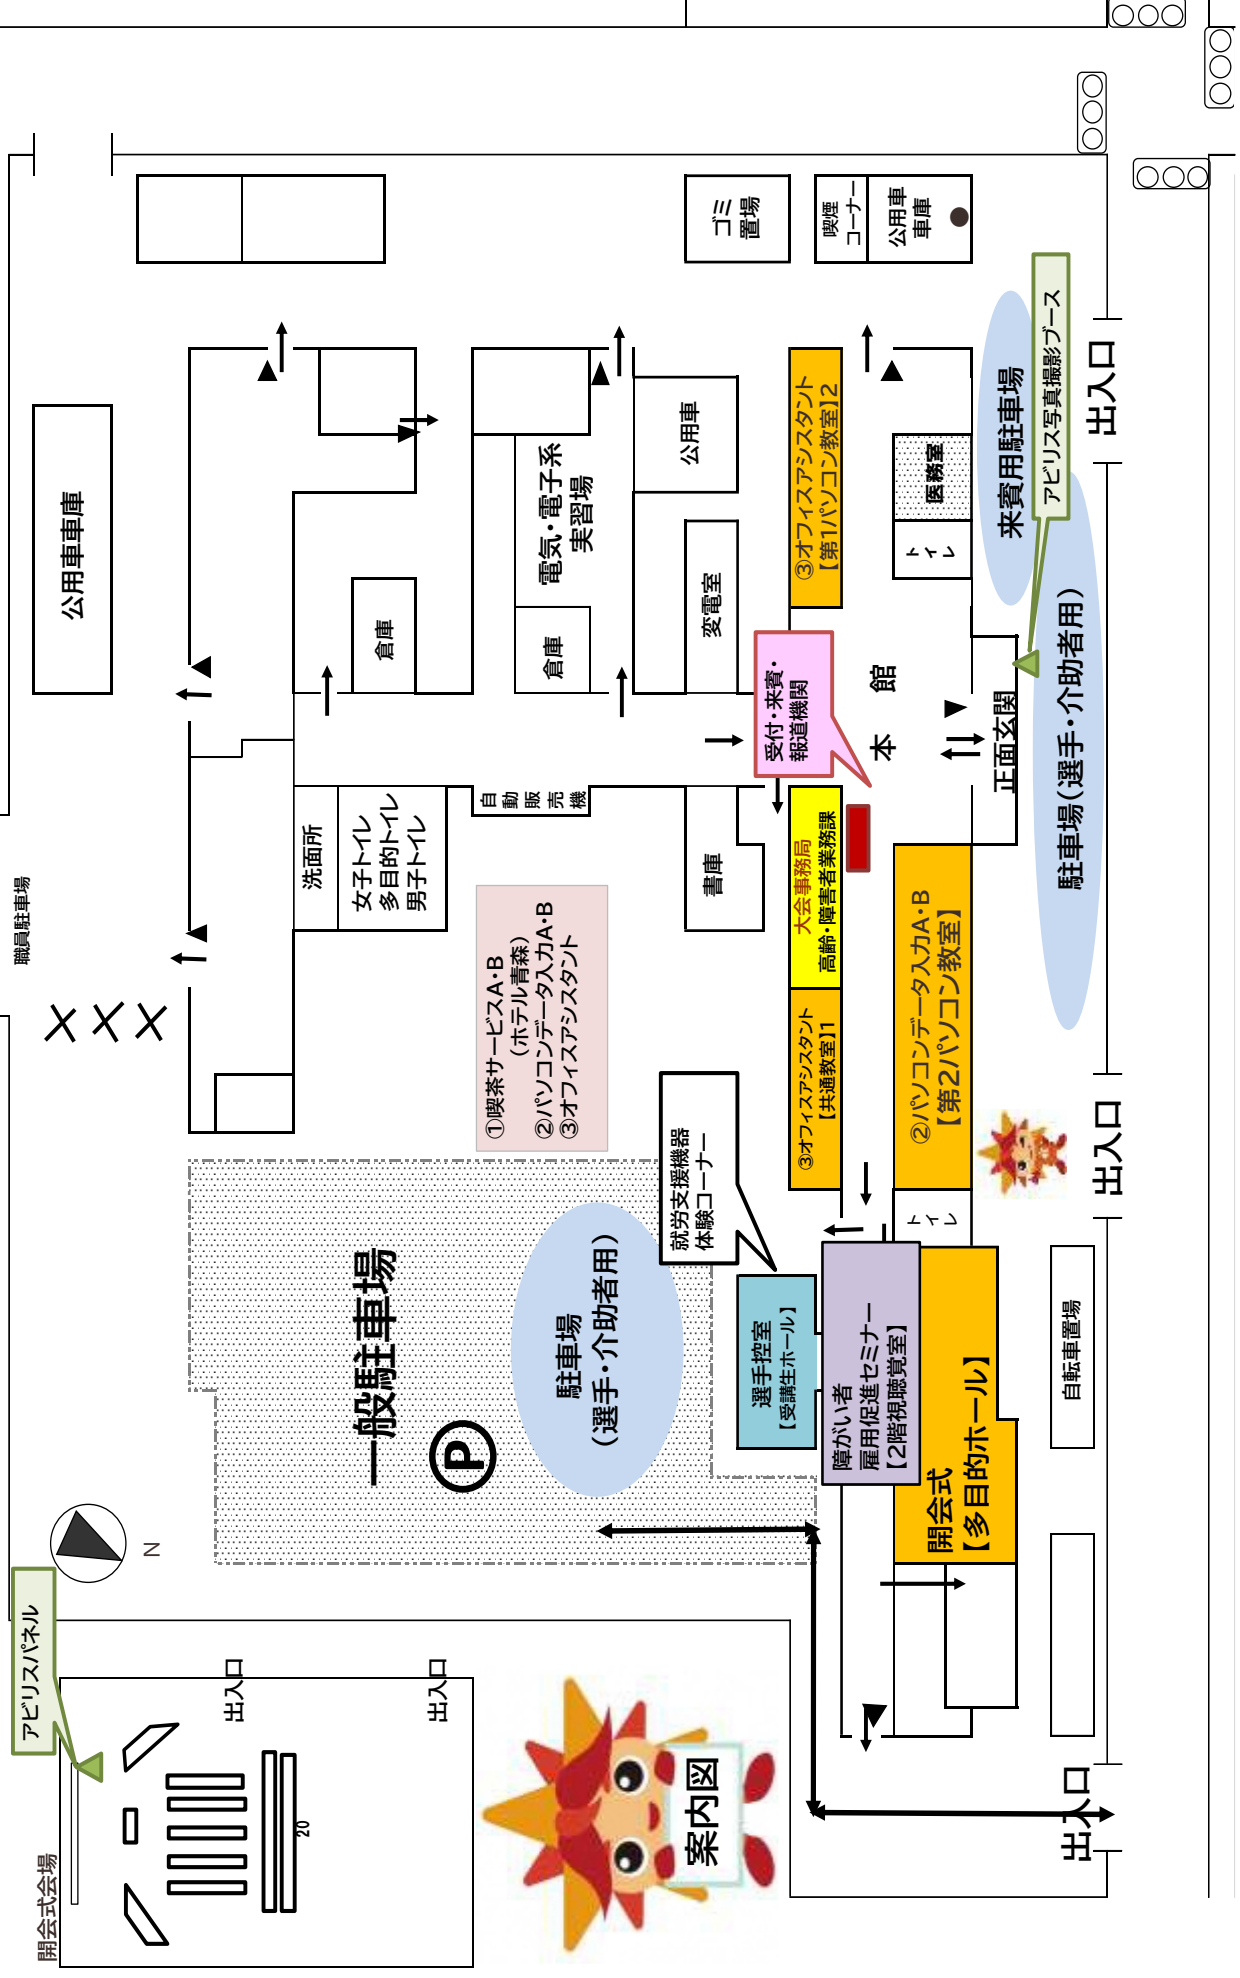 案内図
開会式会場
アビリスパネル
出入口
出入口
20
N
職員駐車場
公用車車庫
一般駐車場
P
駐車場
（選手・介助者用）
洗面所
女子トイレ
多目的トイレ
男子トイレ
自動販売機
倉庫
電気・電子系
実習場
倉庫
公用車
変電室
書庫
ゴミ
置場
喫煙
コーナー
公用車
車庫
①喫茶サービスA・B
（ホテル青森）
②パソコンデータ入力A・B
③オフィスアシスタント
就労支援機器
体験コーナー
選手控室
【受講生ホール】
障がい者
雇用促進セミナー
【2階視聴覚室】
開会式
【多目的ホール】
トイレ
③オフィスアシスタント
【共通教室】1
大会事務局
高齢・障害者業務課
②パソコンデータ入力A・B
【第2パソコン教室】
受付・来賓・
報道機関
本館
③オフィスアシスタント
【第1パソコン教室】2
医務室
トイレ
正面玄関
アビリス写真撮影ブース
来賓用駐車場
駐車場（選手・介助者用）
自転車置場
出入口
出入口
出入口